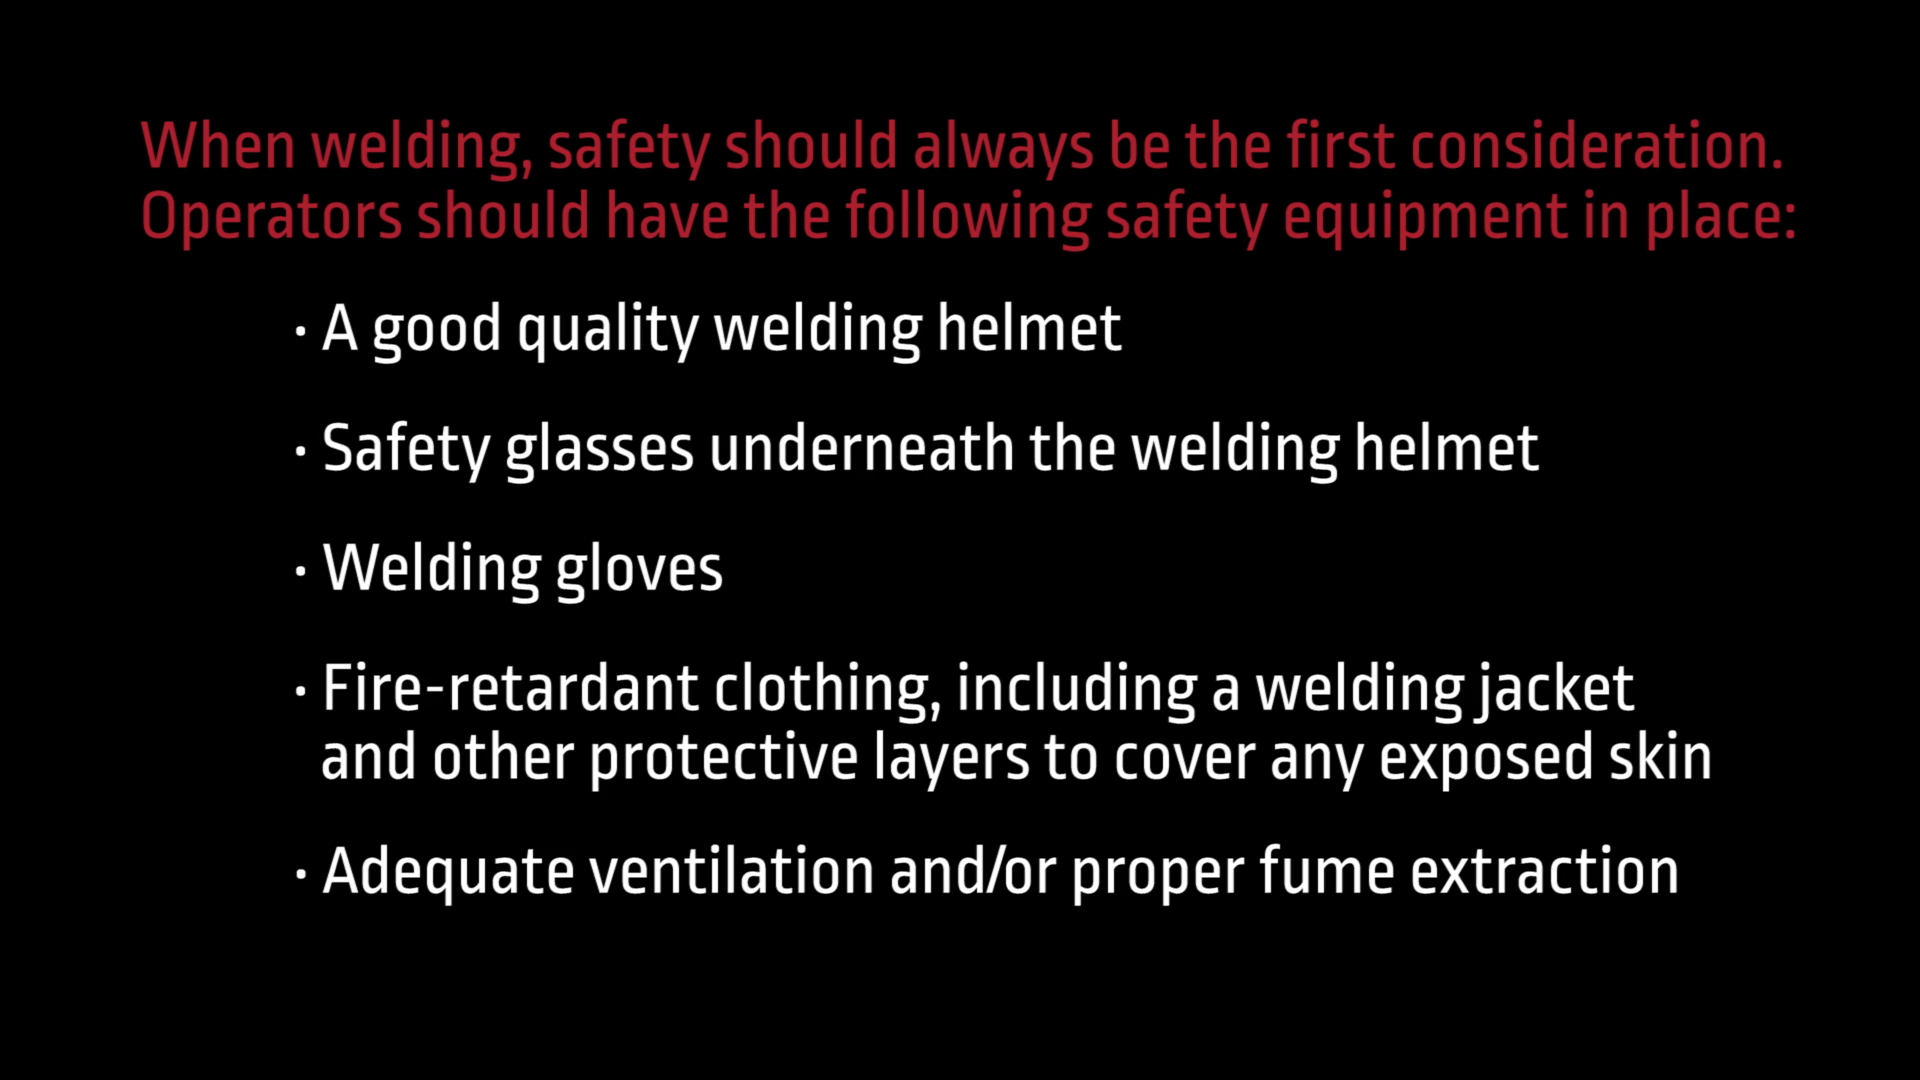 When welding, safety should always be the first consideration.
Operators should have the following safety equipment in place:
· A good quality welding helmet
· Safety glasses underneath the welding helmet
· Welding gloves
· Fire-retardant clothing, including a welding jacket
and other protective layers to cover any exposed skin
· Adequate ventilation and/or proper fume extraction